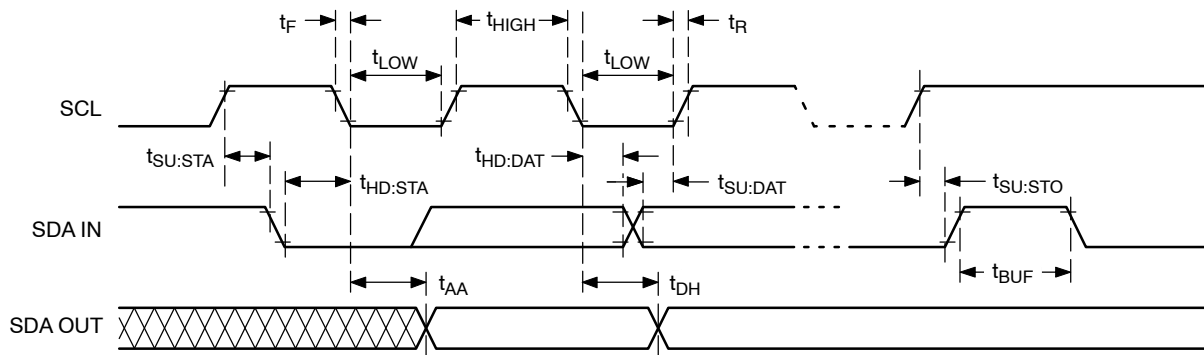 tF
tHIGH
tR
tLOW
tLOW
SCL
tSU:STA
tHD:STA
tHD:DAT
tSU:DAT
tSU:STO
SDA IN
tBUF
tAA
tDH
SDA OUT